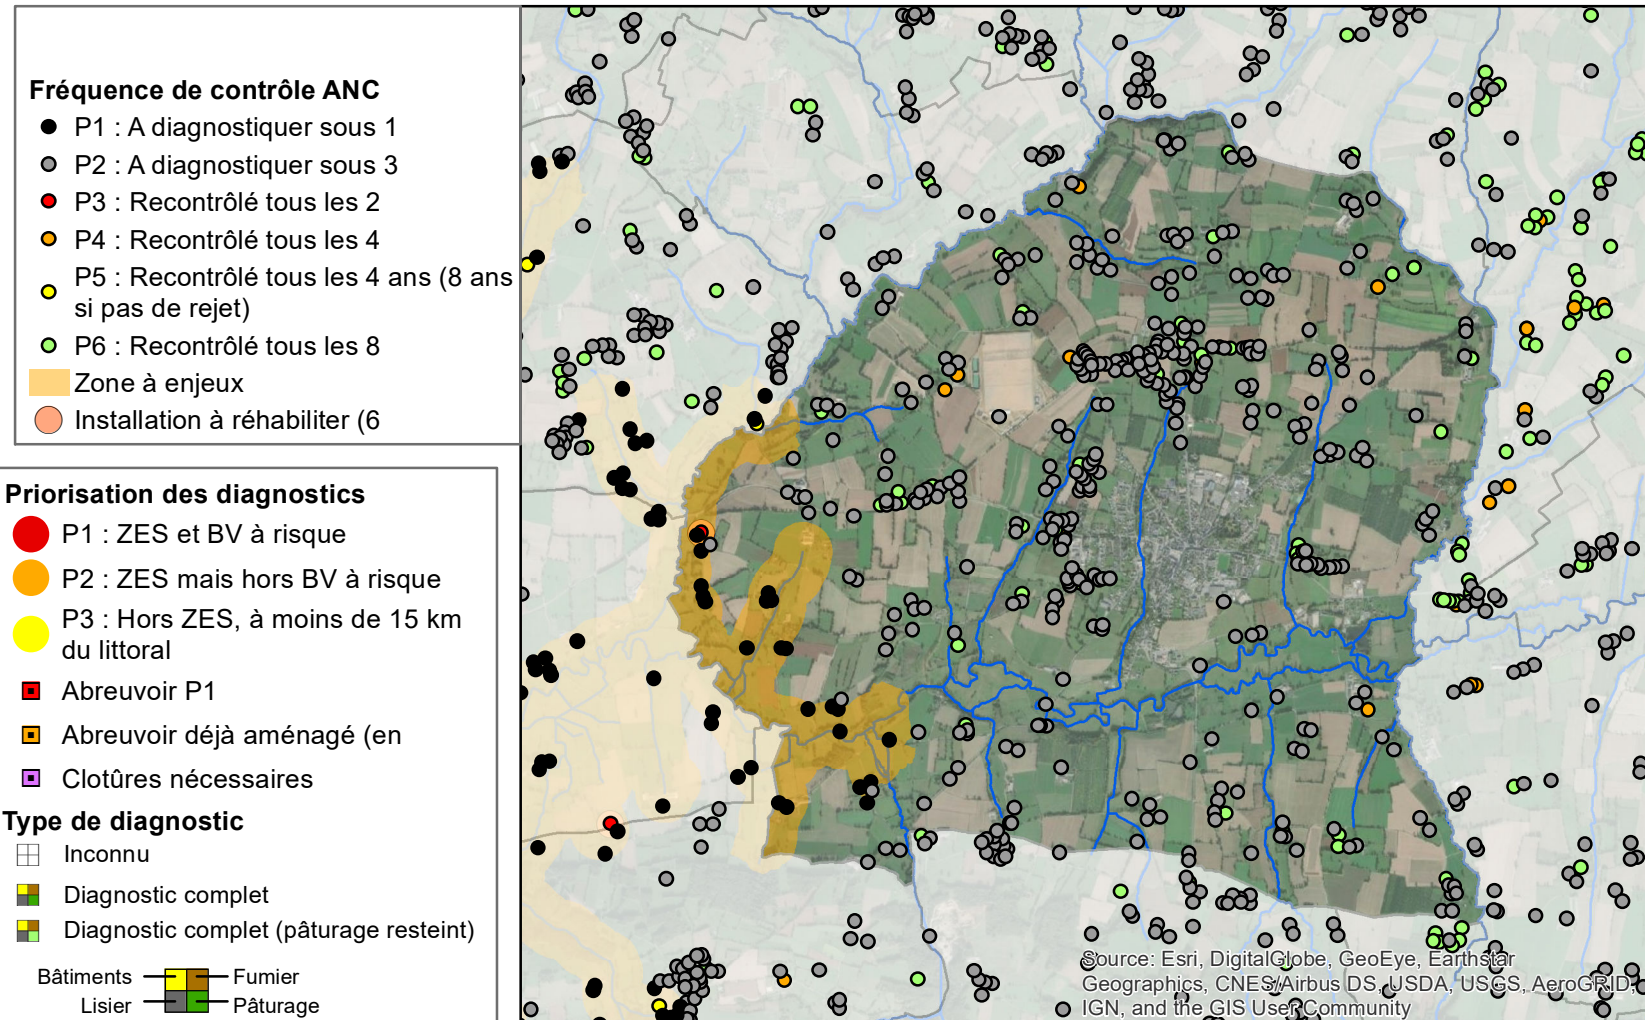 Fréquence de contrôle ANC
P1 : A diagnostiquer sous 1
P2 : A diagnostiquer sous 3
P3 : Recontrôlé tous les 2
P4 : Recontrôlé tous les 4
P5 : Recontrôlé tous les 4 ans (8 ans
si pas de rejet)
P6 : Recontrôlé tous les 8
Zone à enjeux
Installation à réhabiliter (6
Priorisation des diagnostics
P1 : ZES et BV à risque
P2 : ZES mais hors BV à risque
P3 : Hors ZES, à moins de 15 km
du littoral
Abreuvoir P1
Abreuvoir déjà aménagé (en
Clotûres nécessaires
Type de diagnostic
Inconnu
Diagnostic complet
Diagnostic complet (pâturage resteint)
Bâtiments Fumier
Lisier Pâturage
Source: Esri, DigitalGlobe, GeoEye, Earthstar
Geographics, CNES/Airbus DS, USDA, USGS, AeroGRID,
IGN, and the GIS User Community